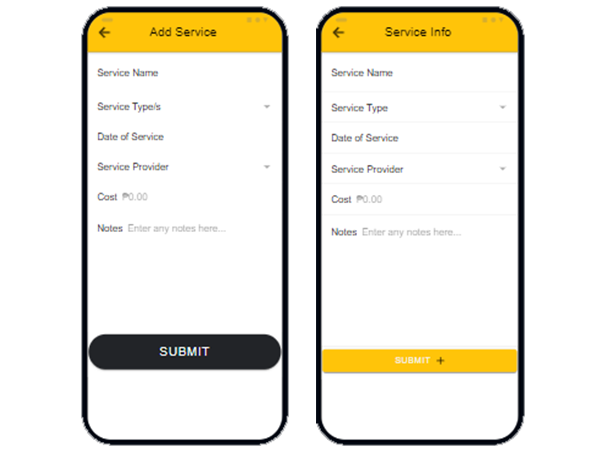 Add Service
Service Name
Service Type/s
Date of Service
Service Provider
Cost ₱0.00
Notes Enter any notes here...
SUBMIT
Service Info
Service Name
Service Type
Date of Service
Service Provider
Cost ₱0.00
Notes Enter any notes here...
SUBMIT +